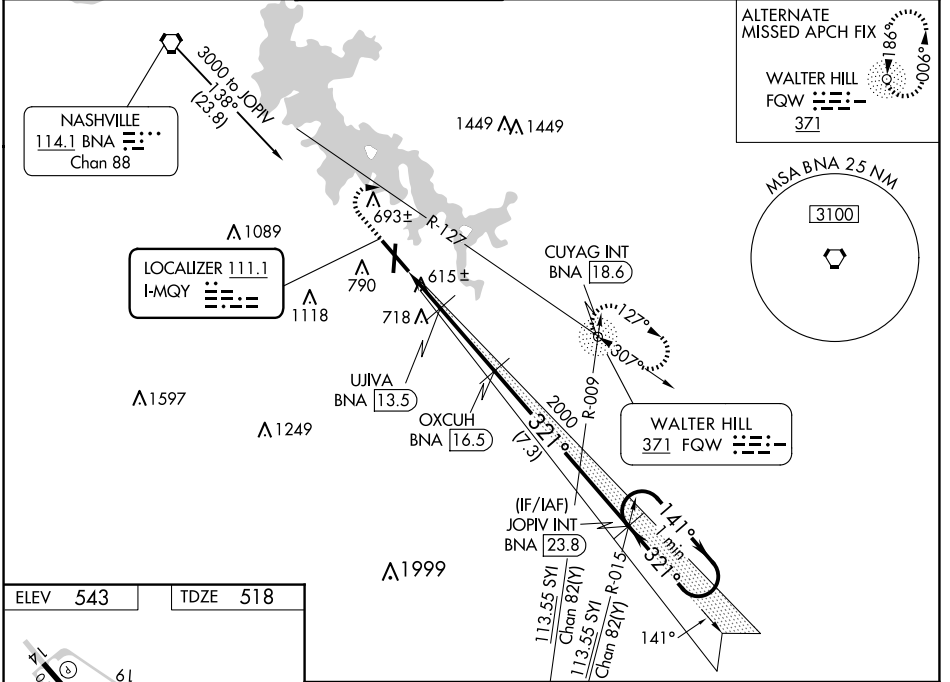 ALTERNATE
MISSED APCH FIX
186°
006°
WALTER HILL
FQW
371
3000 to JOPIV
138°
(23.8)
NASHVILLE
114.1 BNA
Chan 88
1449
1449
MSA BNA 25 NM
3100
693±
R-127
1089
LOCALIZER 111.1
I-MQY
790
615±
1118
718
CUYAG INT
BNA 18.6
127°
307°
UJIVA
BNA 13.5
1597
1249
OXCUH
BNA 16.5
2000
321°
(7.3)
R-009
WALTER HILL
371 FQW
(IF/IAF)
JOPIV INT
BNA 23.8
141°
1 min
321°
1999
113.55 SYI
Chan 82(Y)
113.55 SYI R-015
Chan 82(Y)
141°
ELEV 543
TDZE 518
14
P
19